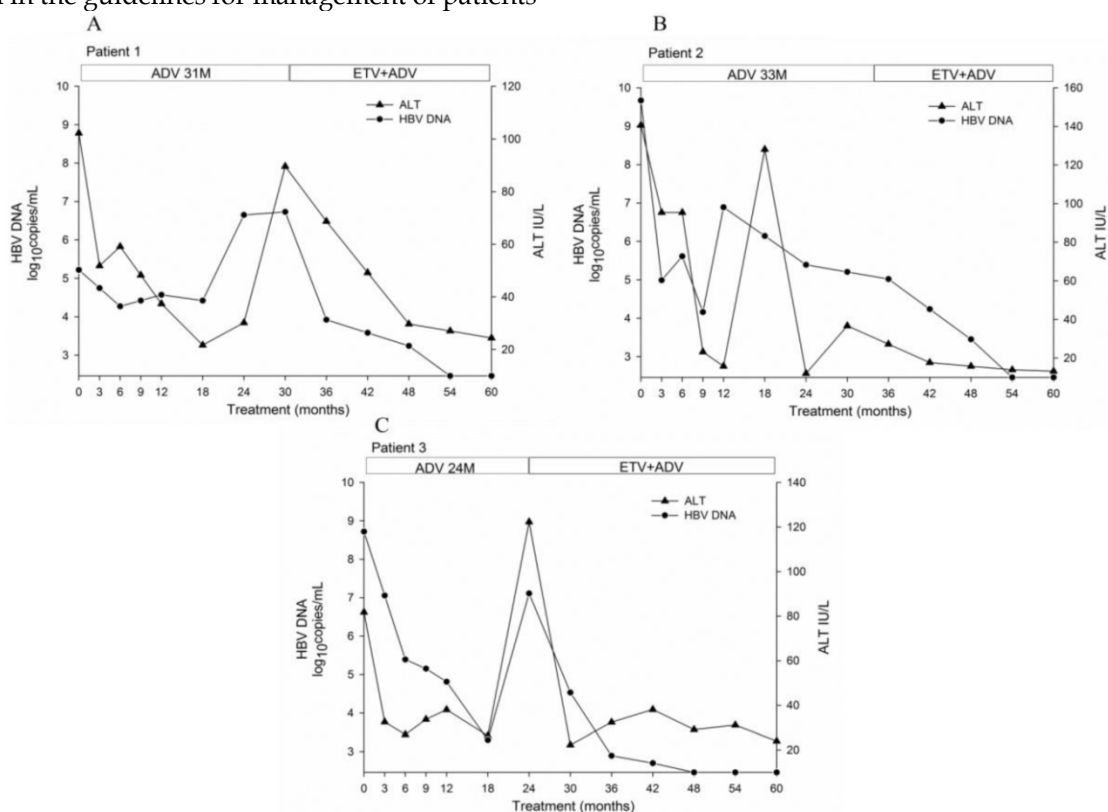 in the guidelines for management of patients
A
Patient 1
ADV 31M ETV+ADV
ALT
HBV DNA
HBV DNA
log10copies/mL
10
9
8
7
6
5
4
3
120
100
80
60
40
20
ALT IU/L
0 3 6 9 12 18 24 30 36 42 48 54 60
Treatment (months)
B
Patient 2
ADV 33M ETV+ADV
ALT
HBV DNA
HBV DNA
log10copies/mL
10
9
8
7
6
5
4
3
160
140
120
100
80
60
40
20
ALT IU/L
0 3 6 9 12 18 24 30 36 42 48 54 60
Treatment (months)
C
Patient 3
ADV 24M ETV+ADV
ALT
HBV DNA
HBV DNA
log10copies/mL
10
9
8
7
6
5
4
3
140
120
100
80
60
40
20
ALT IU/L
0 3 6 9 12 18 24 30 36 42 48 54 60
Treatment (months)